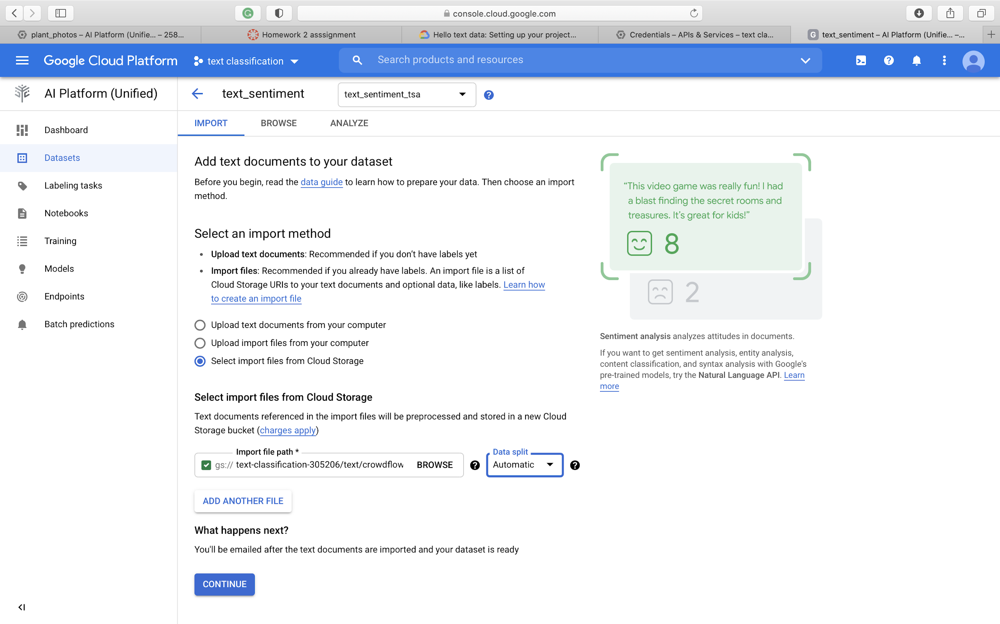 console.cloud.google.com
plant_photos – AI Platform (Unifie... – 258...
Homework 2 asssignment
Hello text data: Setting up your project...
Credentials – APIs & Services – text cla...
G
text_sentiment – AI Platform (Unifie... –...
Google Cloud Platform
text classification
Search products and resources
AI Platform (Unified)
text_sentiment
text_sentiment_tsa
IMPORT
BROWSE
ANALYZE
Dashboard
Datasets
Labeling tasks
Notebooks
Training
Models
Endpoints
Batch predictions
Add text documents to your dataset
Before you begin, read the data guide to learn how to prepare your data. Then choose an import
method.
Select an import method
• Upload text documents: Recommended if you don’t have labels yet
• Import files: Recommended if you already have labels. An import file is a list of
Cloud Storage URIs to your text documents and optional data, like labels. Learn how
to create an import file
Upload text documents from your computer
Upload import files from your computer
Select import files from Cloud Storage
Select import files from Cloud Storage
Text documents referenced in the import files will be preprocessed and stored in a new Cloud
Storage bucket (charges apply)
Import file path *
gs:// text-classification-305206/text/crowdflow
BROWSE
Data split
Automatic
ADD ANOTHER FILE
What happens next?
You'll be emailed after the text documents are imported and your dataset is ready
CONTINUE
“This video game was really fun! I had
a blast finding the secret rooms and
treasures. It’s great for kids!”
8
2
Sentiment analysis analyzes attitudes in documents.
If you want to get sentiment analysis, entity analysis,
content classification, and syntax analysis with Google's
pre-trained models, try the Natural Language API. Learn
more